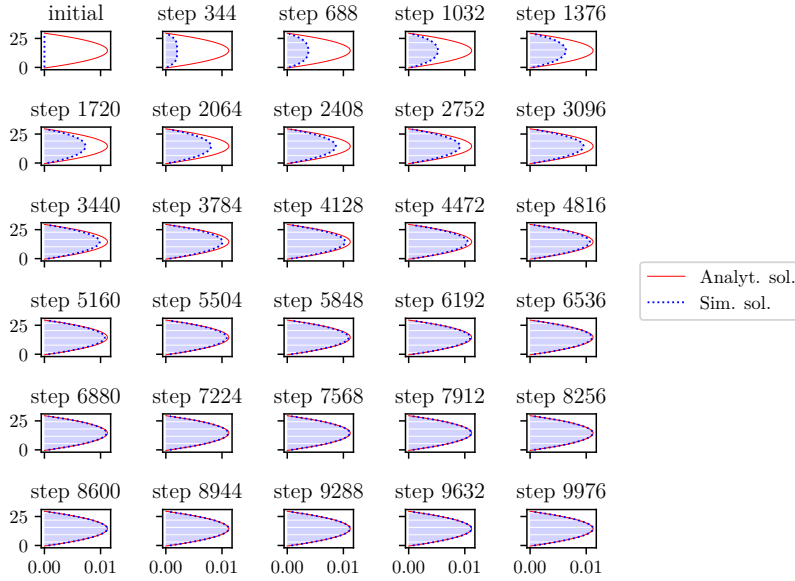 initial step 344 step 688 step 1032 step 1376
25
0
step 1720 step 2064 step 2408 step 2752 step 3096
25
0
step 3440 step 3784 step 4128 step 4472 step 4816
25
0
Analyt. sol.
Sim. sol.
step 5160 step 5504 step 5848 step 6192 step 6536
25
0
step 6880 step 7224 step 7568 step 7912 step 8256
25
0
step 8600 step 8944 step 9288 step 9632 step 9976
25
0
0.00 0.01 0.00 0.01 0.00 0.01 0.00 0.01 0.00 0.01